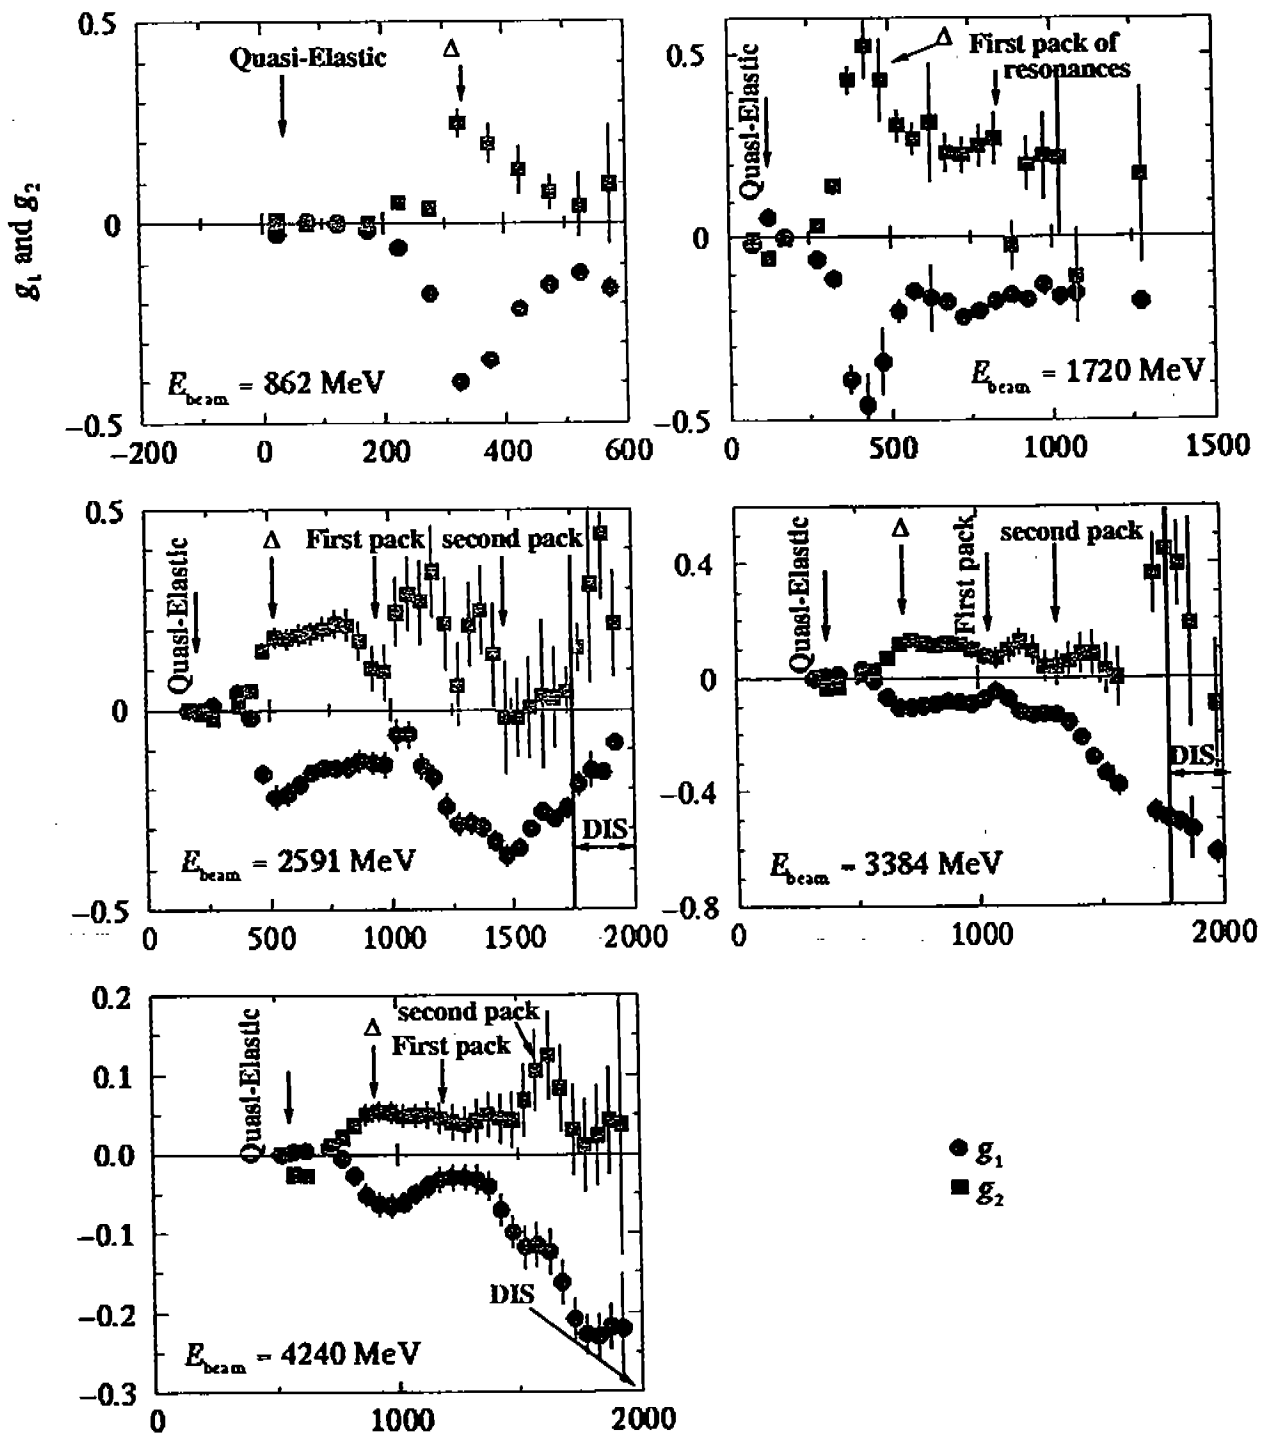 g₁ and g₂
0.5
0
−0.5
Quasi-Elastic
Δ
E_beam = 862 MeV
−200 0 200 400 600
0.5
0
−0.5
Quasi-Elastic
Δ
First pack of
resonances
E_beam = 1720 MeV
0 500 1000 1500
0.5
0
−0.5
Quasi-Elastic
Δ First pack second pack
DIS
E_beam = 2591 MeV
0 500 1000 1500 2000
0.4
0
−0.4
−0.8
Quasi-Elastic
Δ
First pack
second pack
DIS
E_beam = 3384 MeV
0 1000 2000
0.2
0.1
0.0
−0.1
−0.2
−0.3
Quasi-Elastic
second pack
Δ
First pack
DIS
E_beam = 4240 MeV
0 1000 2000
g₁
g₂